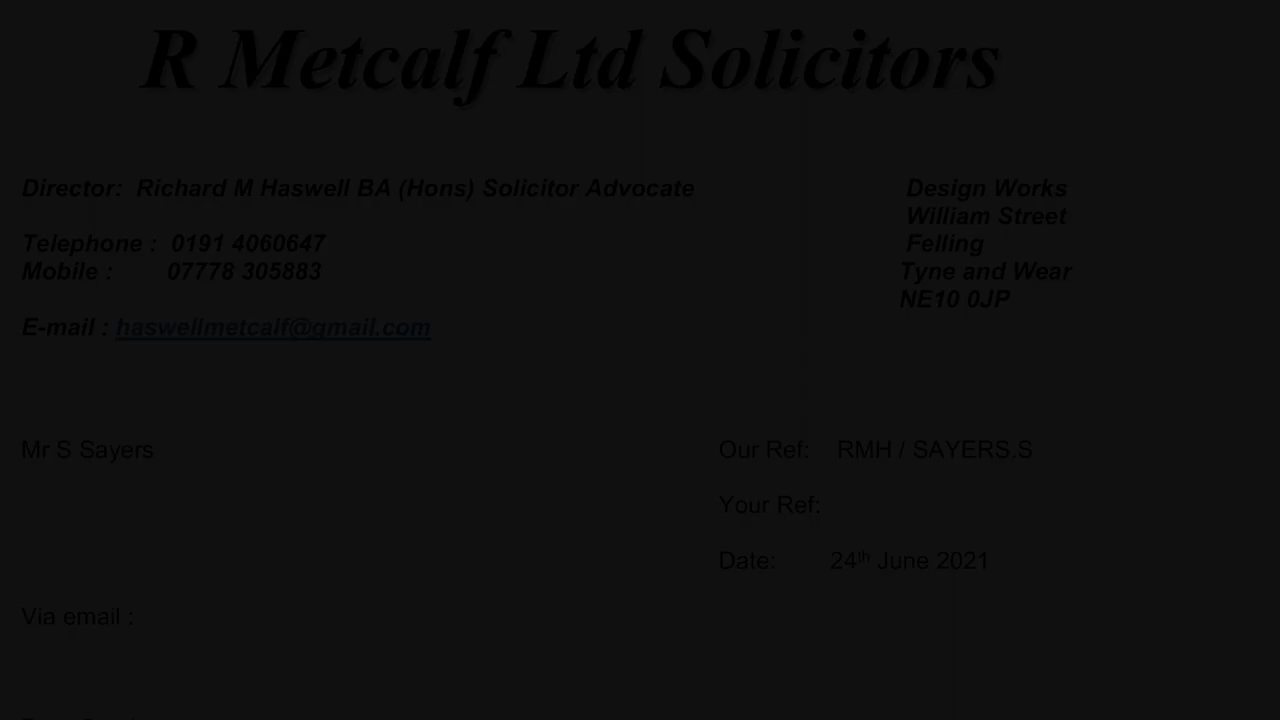 R Metcalf Ltd Solicitors
Director: Richard M Haswell BA (Hons) Solicitor Advocate
Telephone : 0191 4060647
Mobile : 07778 305883
E-mail : haswellmetcalf@gmail.com
Design Works
William Street
Felling
Tyne and Wear
NE10 0JP
Mr S Sayers
Our Ref: RMH / SAYERS.S
Your Ref:
Date: 24th June 2021
Via email :